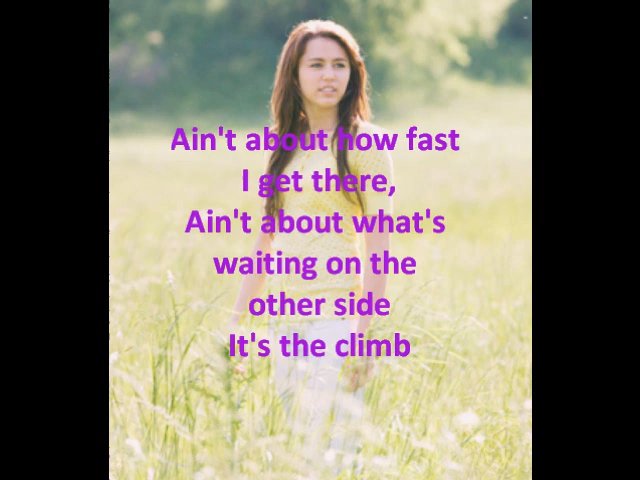 Ain't about how fast
I get there,
Ain't about what's
waiting on the
other side
It's the climb